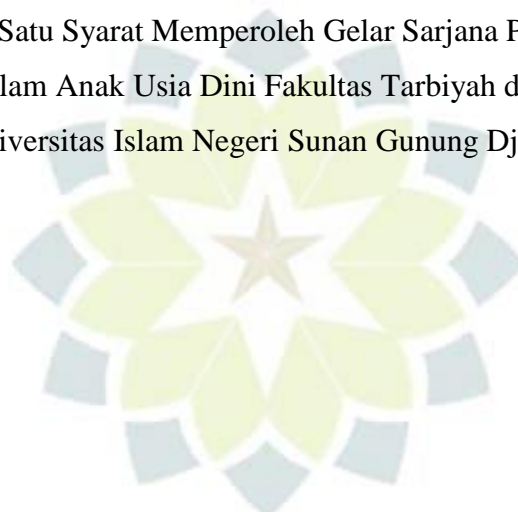 Satu Syarat Memperoleh Gelar Sarjana P
lam Anak Usia Dini Fakultas Tarbiyah d
iversitas Islam Negeri Sunan Gunung Dj